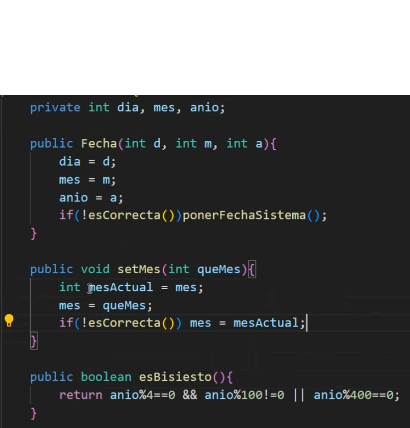 private int dia, mes, anio;
public Fecha(int d, int m, int a){
dia = d;
mes = m;
anio = a;
if(!esCorrecta())ponerFechaSistema();
}
public void setMes(int queMes){
int mesActual = mes;
mes = queMes;
if(!esCorrecta()) mes = mesActual;
}
public boolean esBisiesto(){
return anio%4==0 && anio%100!=0 || anio%400==0;
}